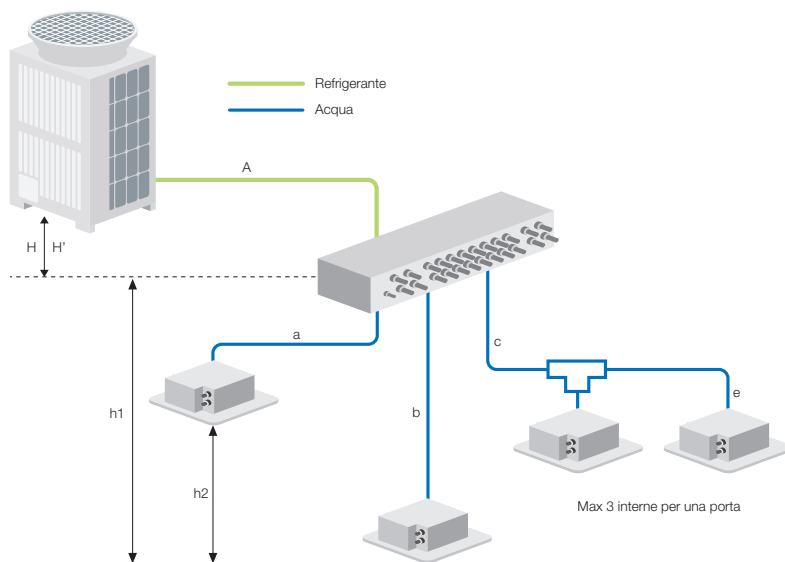 Refrigerante
Acqua
A
H H'
a
c
h1
b
e
h2
Max 3 interne per una porta